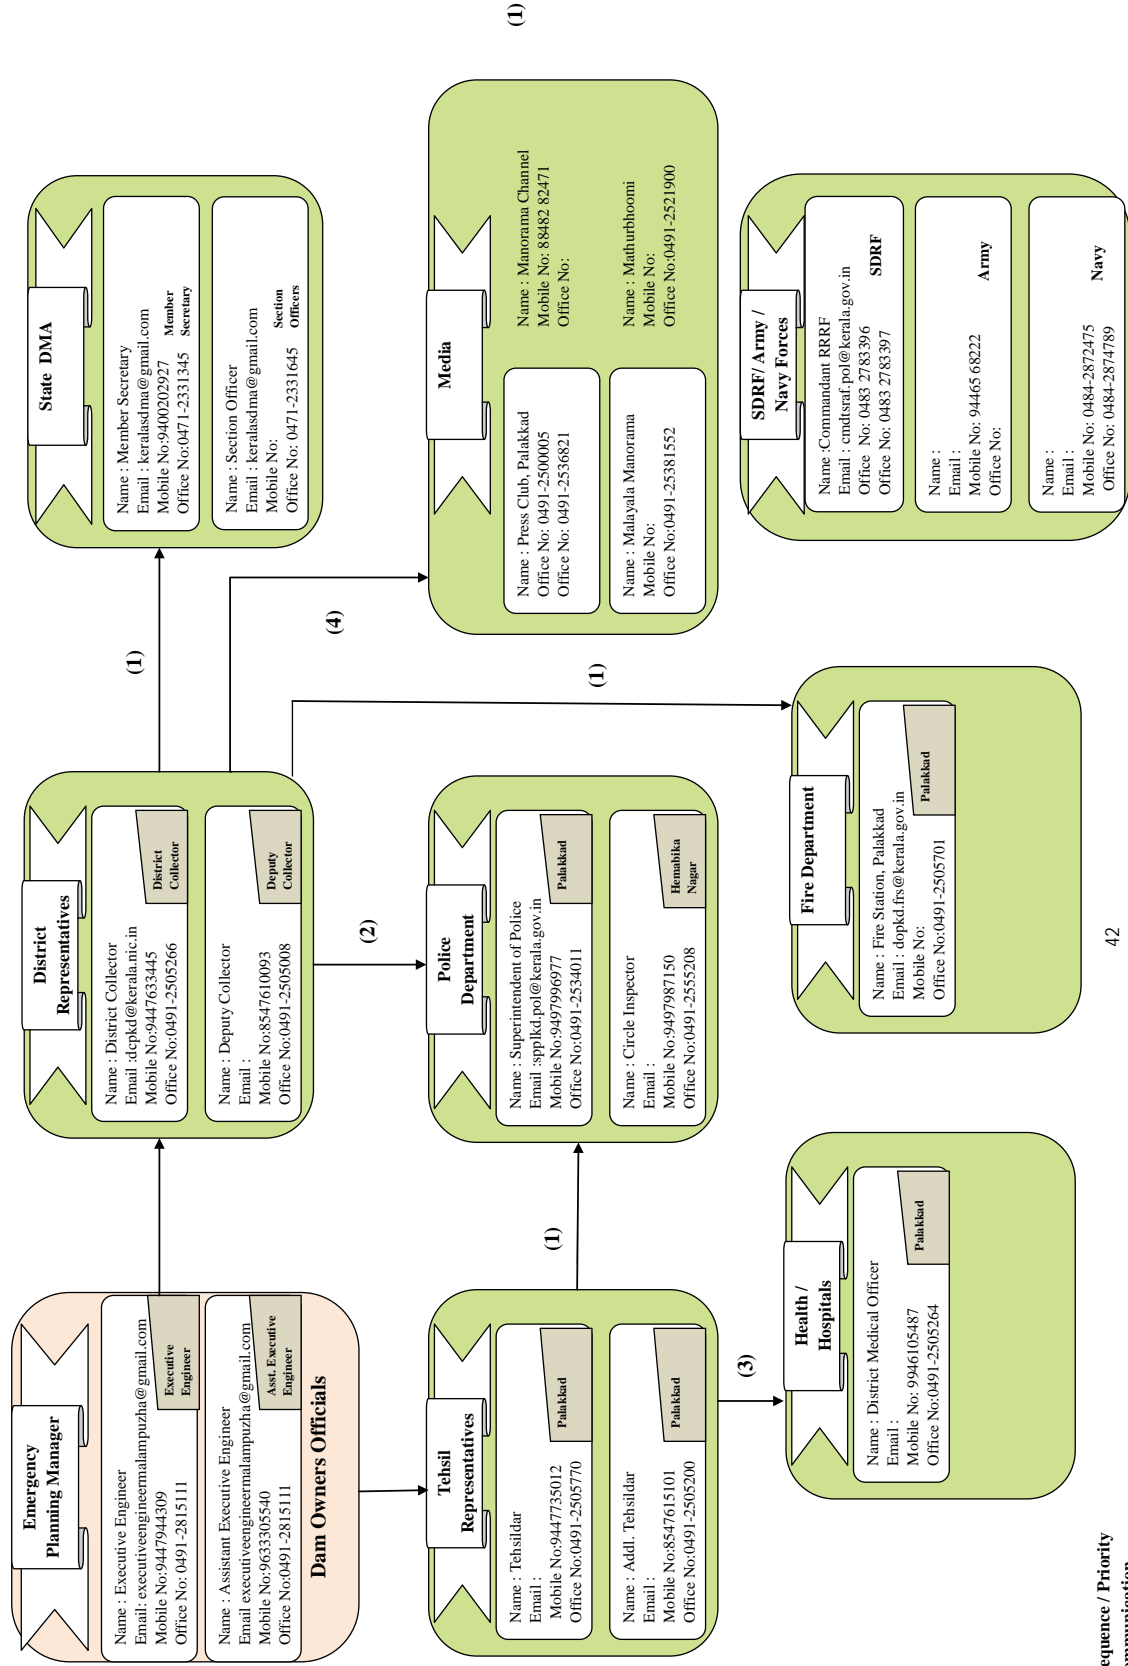 Emergency
Planning Manager
Name : Executive Engineer
Email: executiveengineermalampuzha@gmail.com
Mobile No:9447944309
Office No: 0491-2815111
Executive
Engineer
Name : Assistant Executive Engineer
Email executiveengineermalampuzha@gmail.com
Mobile No:9633305540
Office No:0491-2815111
Asst. Executive
Engineer
Dam Owners Officials
District
Representatives
Name : District Collector
Email :dcpkd@kerala.nic.in
Mobile No:9447633445
Office No:0491-2505266
District
Collector
Name : Deputy Collector
Email :
Mobile No:8547610093
Office No:0491-2505008
Deputy
Collector
(1)
State DMA
Name : Member Secretary
Email : keralasdma@gmail.com
Mobile No:9400202927
Office No:0471-2331345
Member
Secretary
Name : Section Officer
Email : keralasdma@gmail.com
Mobile No:
Office No: 0471-2331645
Section
Officers
(2)
(4)
(1)
Tehsil
Representatives
Name : Tehsildar
Email :
Mobile No:9447735012
Office No:0491-2505770
Palakkad
Name : Addl. Tehsildar
Email :
Mobile No:8547615101
Office No:0491-2505200
Palakkad
(1)
Police
Department
Name : Superintendent of Police
Email :spplkd.pol@kerala.gov.in
Mobile No:9497996977
Office No:0491-2534011
Palakkad
Name : Circle Inspector
Email :
Mobile No:9497987150
Office No:0491-2555208
Hemabika
Nagar
Media
Name : Press Club, Palakkad
Office No: 0491-2500005
Office No: 0491-2536821
Name : Manorama Channel
Mobile No: 88482 82471
Office No:
Name : Malayala Manorama
Mobile No:
Office No:0491-25381552
Name : Mathurbhoomi
Mobile No:
Office No:0491-2521900
(3)
(1)
Health /
Hospitals
Name : District Medical Officer
Email :
Mobile No: 9946105487
Office No:0491-2505264
Palakkad
Fire Department
Name : Fire Station, Palakkad
Email : dopkd.frs@kerala.gov.in
Mobile No:
Office No:0491-2505701
Palakkad
SDRF/ Army /
Navy Forces
Name :Commandant RRRF
Email : cmdtsraf.pol@kerala.gov.in
Office No: 0483 2783396
Office No: 0483 2783397
SDRF
Name :
Email :
Mobile No: 94465 68222
Office No:
Army
Name :
Email :
Mobile No: 0484-2872475
Office No: 0484-2874789
Navy
equence / Priority
mmunication
42